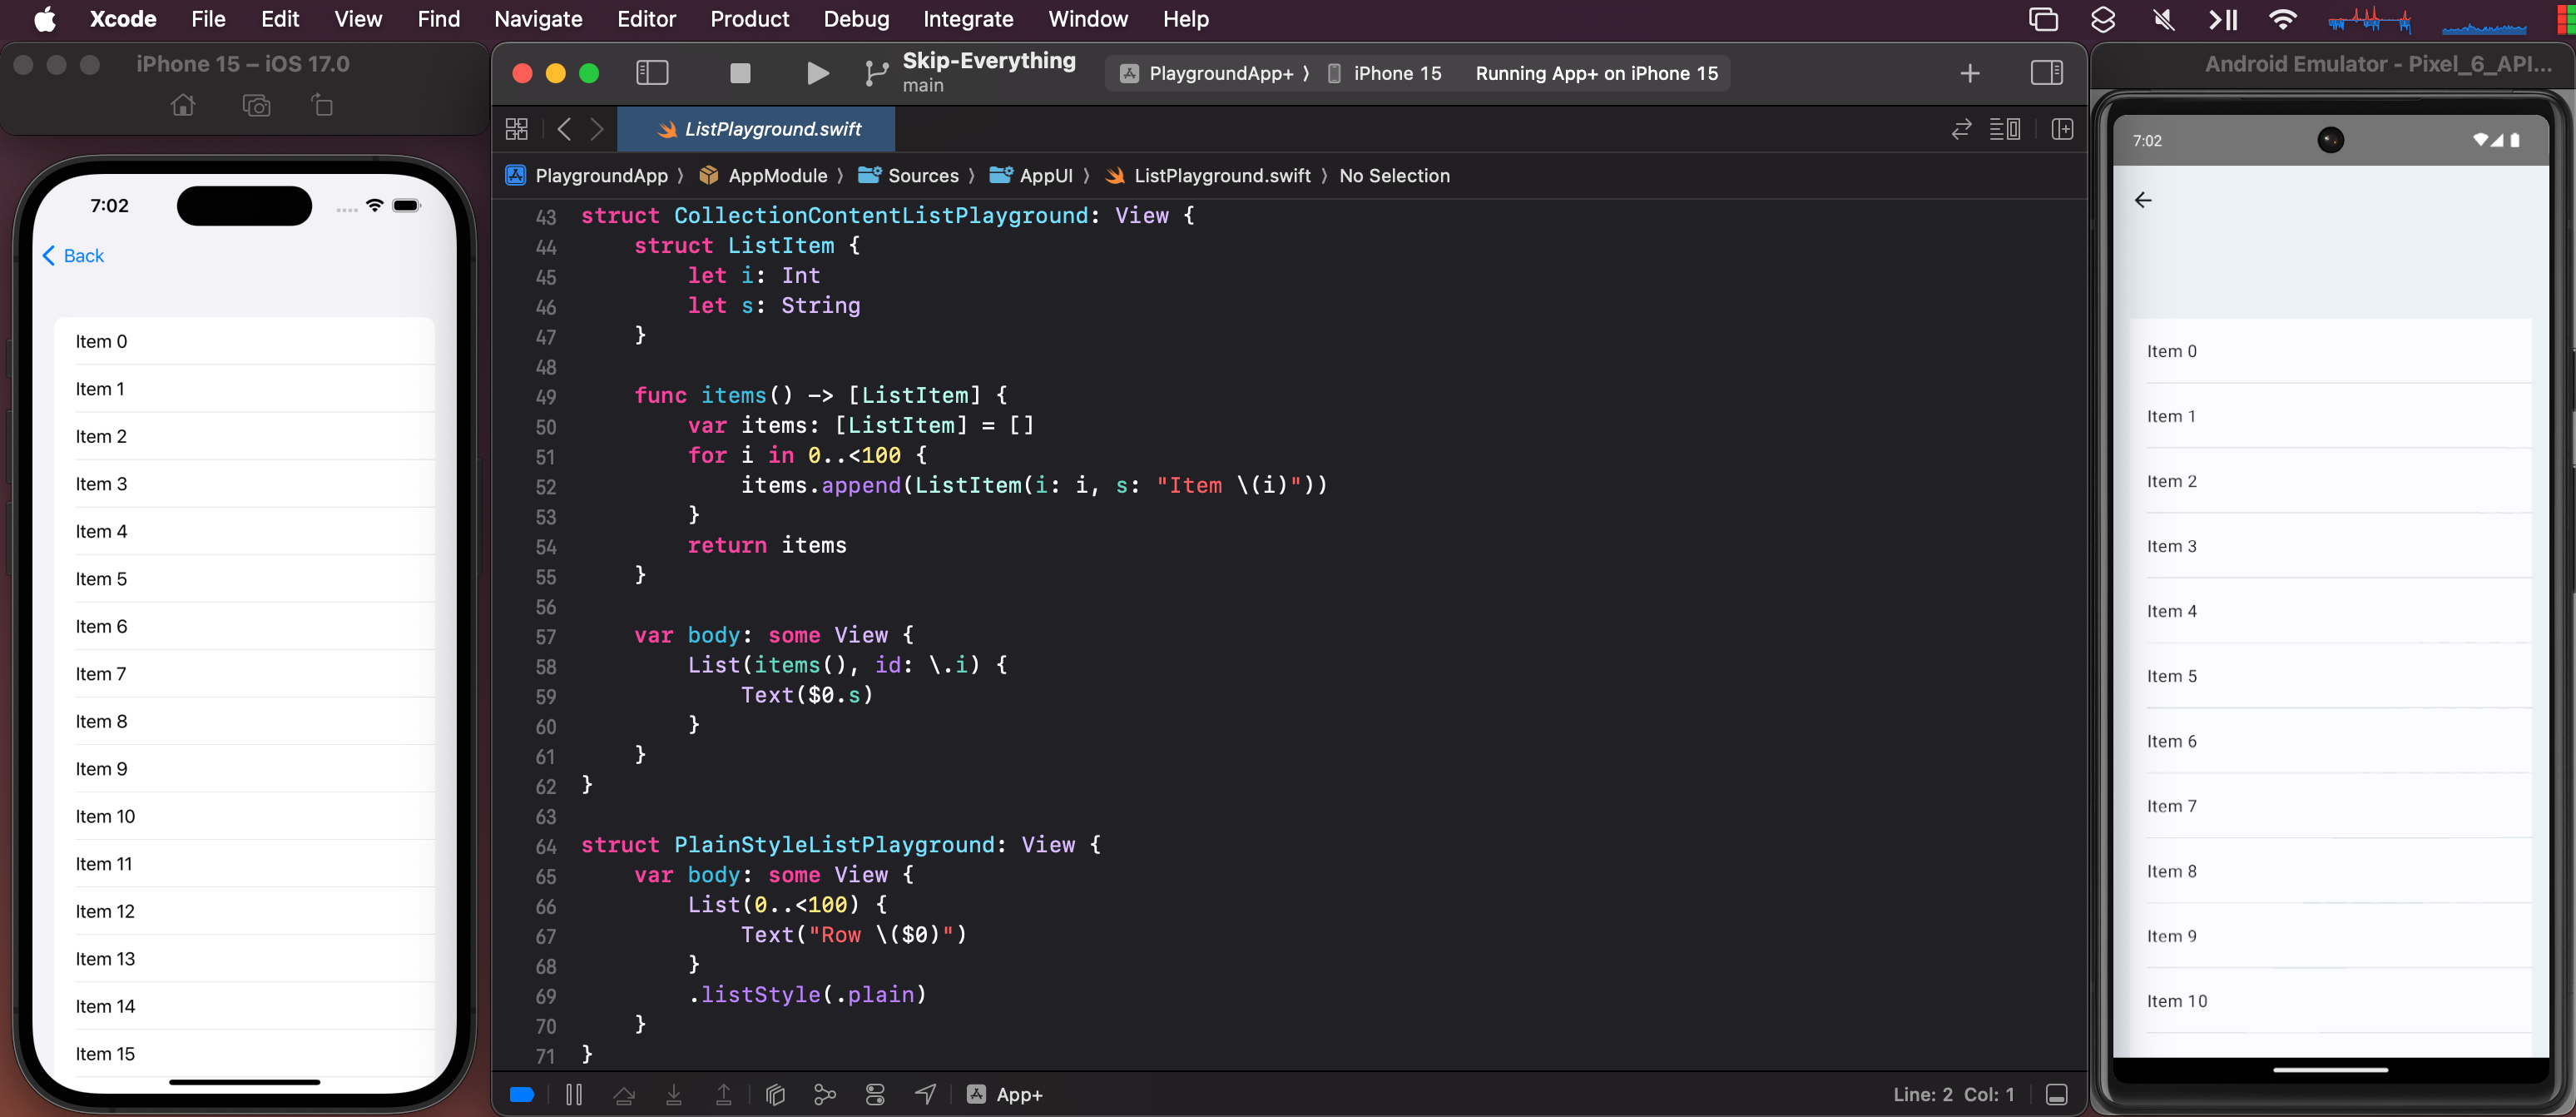 Xcode File Edit View Find Navigate Editor Product Debug Integrate Window Help
iPhone 15 – iOS 17.0
7:02
Back
Item 0
Item 1
Item 2
Item 3
Item 4
Item 5
Item 6
Item 7
Item 8
Item 9
Item 10
Item 11
Item 12
Item 13
Item 14
Item 15
Skip-Everything
main
PlaygroundApp+ ⟩ iPhone 15 Running App+ on iPhone 15
ListPlayground.swift
PlaygroundApp ⟩ AppModule ⟩ Sources ⟩ AppUI ⟩ ListPlayground.swift ⟩ No Selection
43 struct CollectionContentListPlayground: View {
44     struct ListItem {
45         let i: Int
46         let s: String
47     }
48
49     func items() -> [ListItem] {
50         var items: [ListItem] = []
51         for i in 0..<100 {
52             items.append(ListItem(i: i, s: "Item \(i)"))
53         }
54         return items
55     }
56
57     var body: some View {
58         List(items(), id: \.i) {
59             Text($0.s)
60         }
61     }
62 }
63
64 struct PlainStyleListPlayground: View {
65     var body: some View {
66         List(0..<100) {
67             Text("Row \($0)")
68         }
69         .listStyle(.plain)
70     }
71 }
App+
Line: 2 Col: 1
Android Emulator - Pixel_6_API...
7:02
Item 0
Item 1
Item 2
Item 3
Item 4
Item 5
Item 6
Item 7
Item 8
Item 9
Item 10